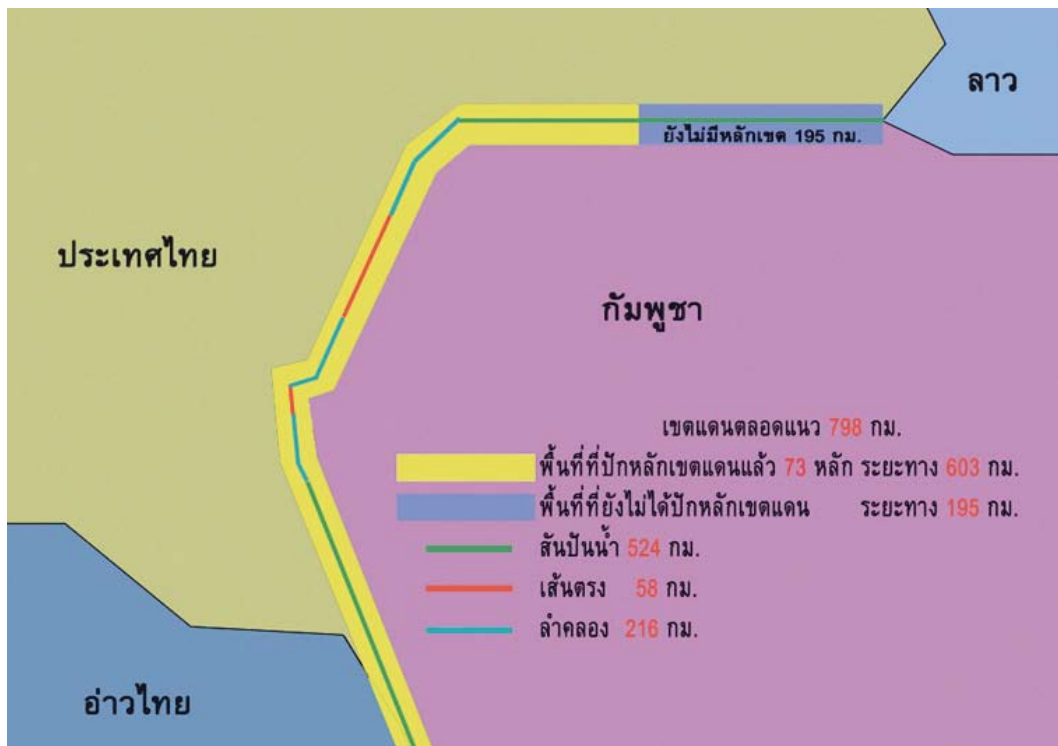 ลาว
ยังไม่มีหลักเขต 195 กม.
ประเทศไทย
กัมพูชา
เขตแดนตลอดแนว 798 กม.
พื้นที่ที่ปักหลักเขตแดนแล้ว 73 หลัก ระยะทาง 603 กม.
พื้นที่ที่ยังไม่ได้ปักหลักเขตแดน ระยะทาง 195 กม.
สันปันน้ำ 524 กม.
เส้นตรง 58 กม.
ลำคลอง 216 กม.
อ่าวไทย